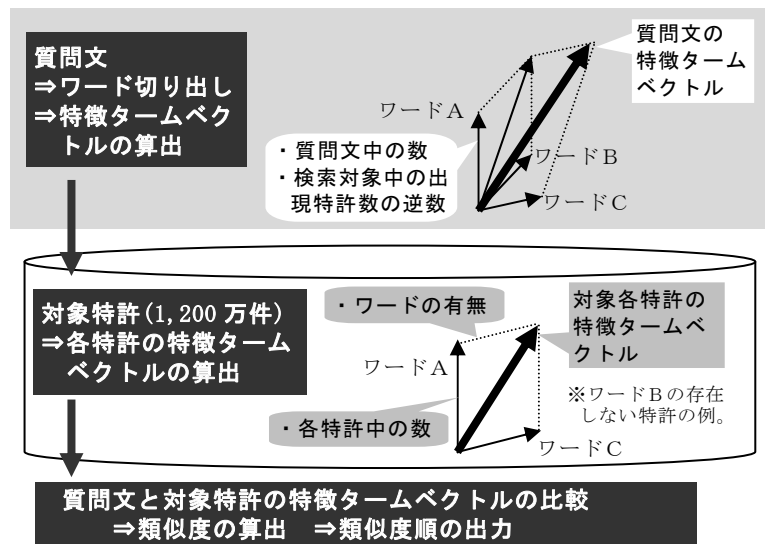 質問文
⇒ワード切り出し
⇒特徴タームベク
トルの算出
質問文の
特徴ターム
ベクトル
ワードA
・質問文中の数
・検索対象中の出
現特許数の逆数
ワードB
ワードC
対象特許(1,200万件)
⇒各特許の特徴ターム
ベクトルの算出
・ワードの有無
対象各特許の
特徴タームベ
クトル
ワードA
※ワードBの存在
しない特許の例。
・各特許中の数
ワードC
質問文と対象特許の特徴タームベクトルの比較
⇒類似度の算出 ⇒類似度順の出力